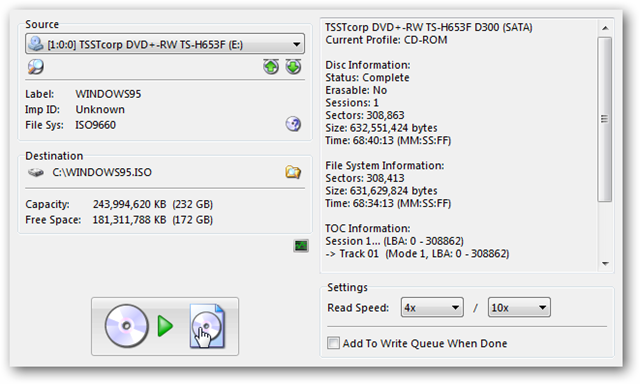 Source
[1:0:0] TSSTcorp DVD+-RW TS-H653F (E:)
Label: WINDOWS95
Imp ID: Unknown
File Sys: ISO9660
Destination
C:\WINDOWS95.ISO
Capacity: 243,994,620 KB (232 GB)
Free Space: 181,311,788 KB (172 GB)
TSSTcorp DVD+-RW TS-H653F D300 (SATA)
Current Profile: CD-ROM
Disc Information:
Status: Complete
Erasable: No
Sessions: 1
Sectors: 308,863
Size: 632,551,424 bytes
Time: 68:40:13 (MM:SS:FF)
File System Information:
Sectors: 308,413
Size: 631,629,824 bytes
Time: 68:34:13 (MM:SS:FF)
TOC Information:
Session 1... (LBA: 0 - 308862)
-> Track 01 (Mode 1, LBA: 0 - 308862)
Settings
Read Speed: 4x / 10x
Add To Write Queue When Done